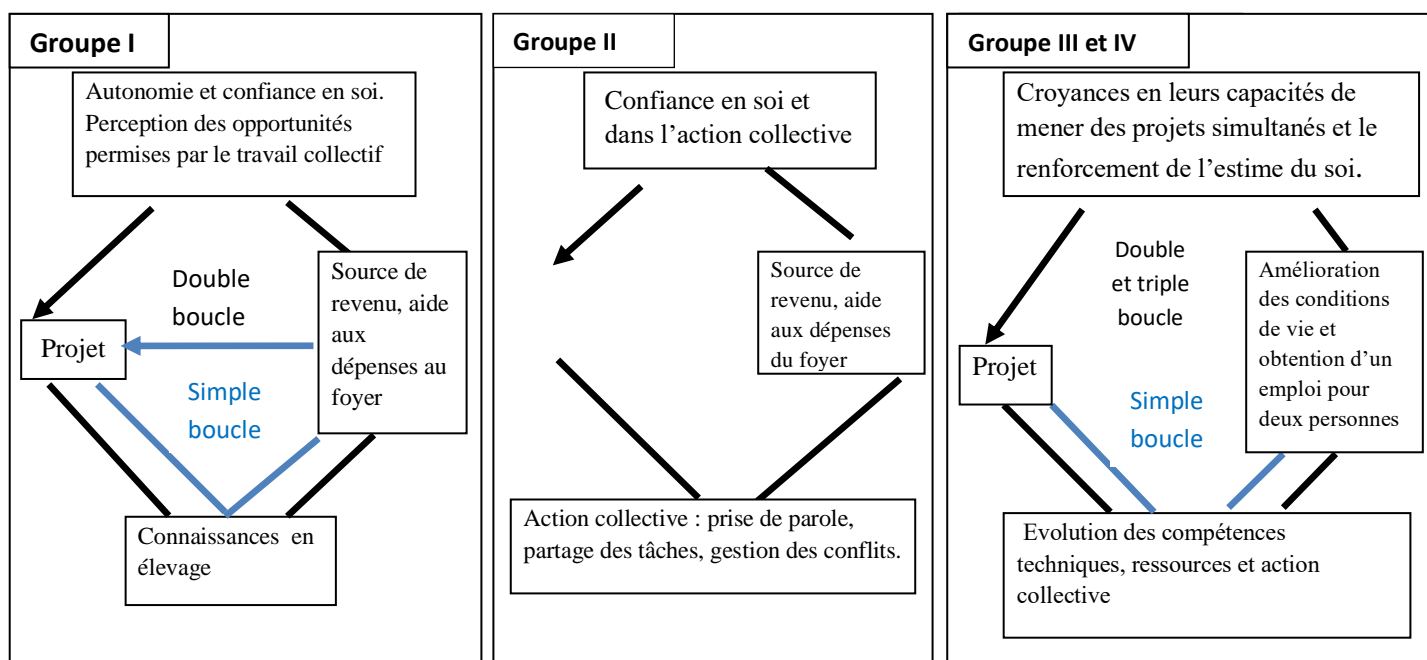 Groupe I
Autonomie et confiance en soi.
Perception des opportunités
permises par le travail collectif
Double
boucle
Source de
revenu, aide
aux
dépenses au
foyer
Projet
Simple
boucle
Connaissances en
élevage
Groupe II
Confiance en soi et
dans l’action collective
Source de
revenu, aide
aux dépenses
du foyer
Action collective : prise de parole,
partage des tâches, gestion des conflits.
Groupe III et IV
Croyances en leurs capacités de
mener des projets simultanés et le
renforcement de l’estime du soi.
Double
et triple
boucle
Amélioration
des conditions
de vie et
obtention d’un
emploi pour
deux personnes
Projet
Simple
boucle
Evolution des compétences
techniques, ressources et action
collective